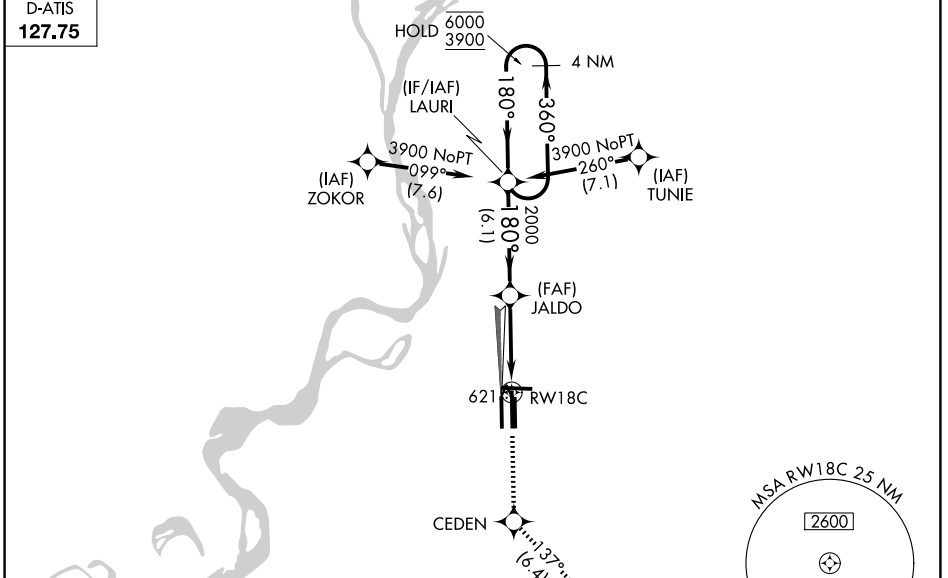 D-ATIS
127.75
HOLD 6000
3900
4 NM
(IF/IAF)
LAURI
180°
360°
3900 NoPT
099°
(7.6)
(IAF)
ZOKOR
3900 NoPT
260°
(7.1)
(IAF)
TUNIE
2000
180°
(6.1)
(FAF)
JALDO
621
RW18C
CEDEN
137°
(6.4)
MSA RW18C 25 NM
2600